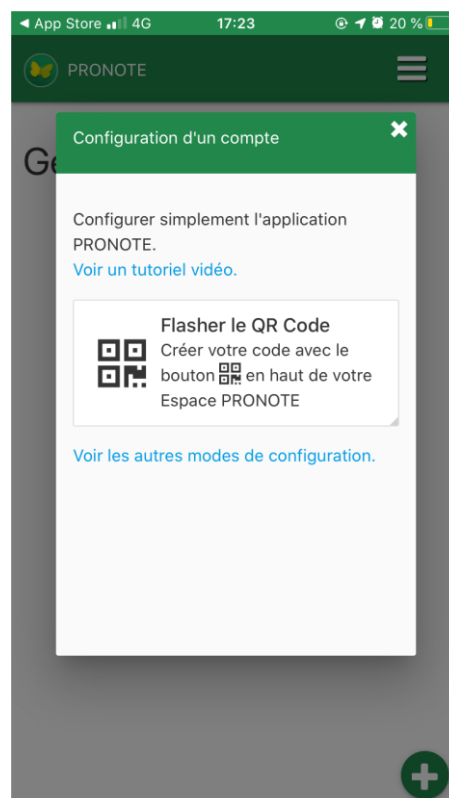 App Store 4G 17:23 20 %
PRONOTE
Configuration d'un compte
Ge
Configurer simplement l'application
PRONOTE.
Voir un tutoriel vidéo.
Flasher le QR Code
Créer votre code avec le
bouton en haut de votre
Espace PRONOTE
Voir les autres modes de configuration.